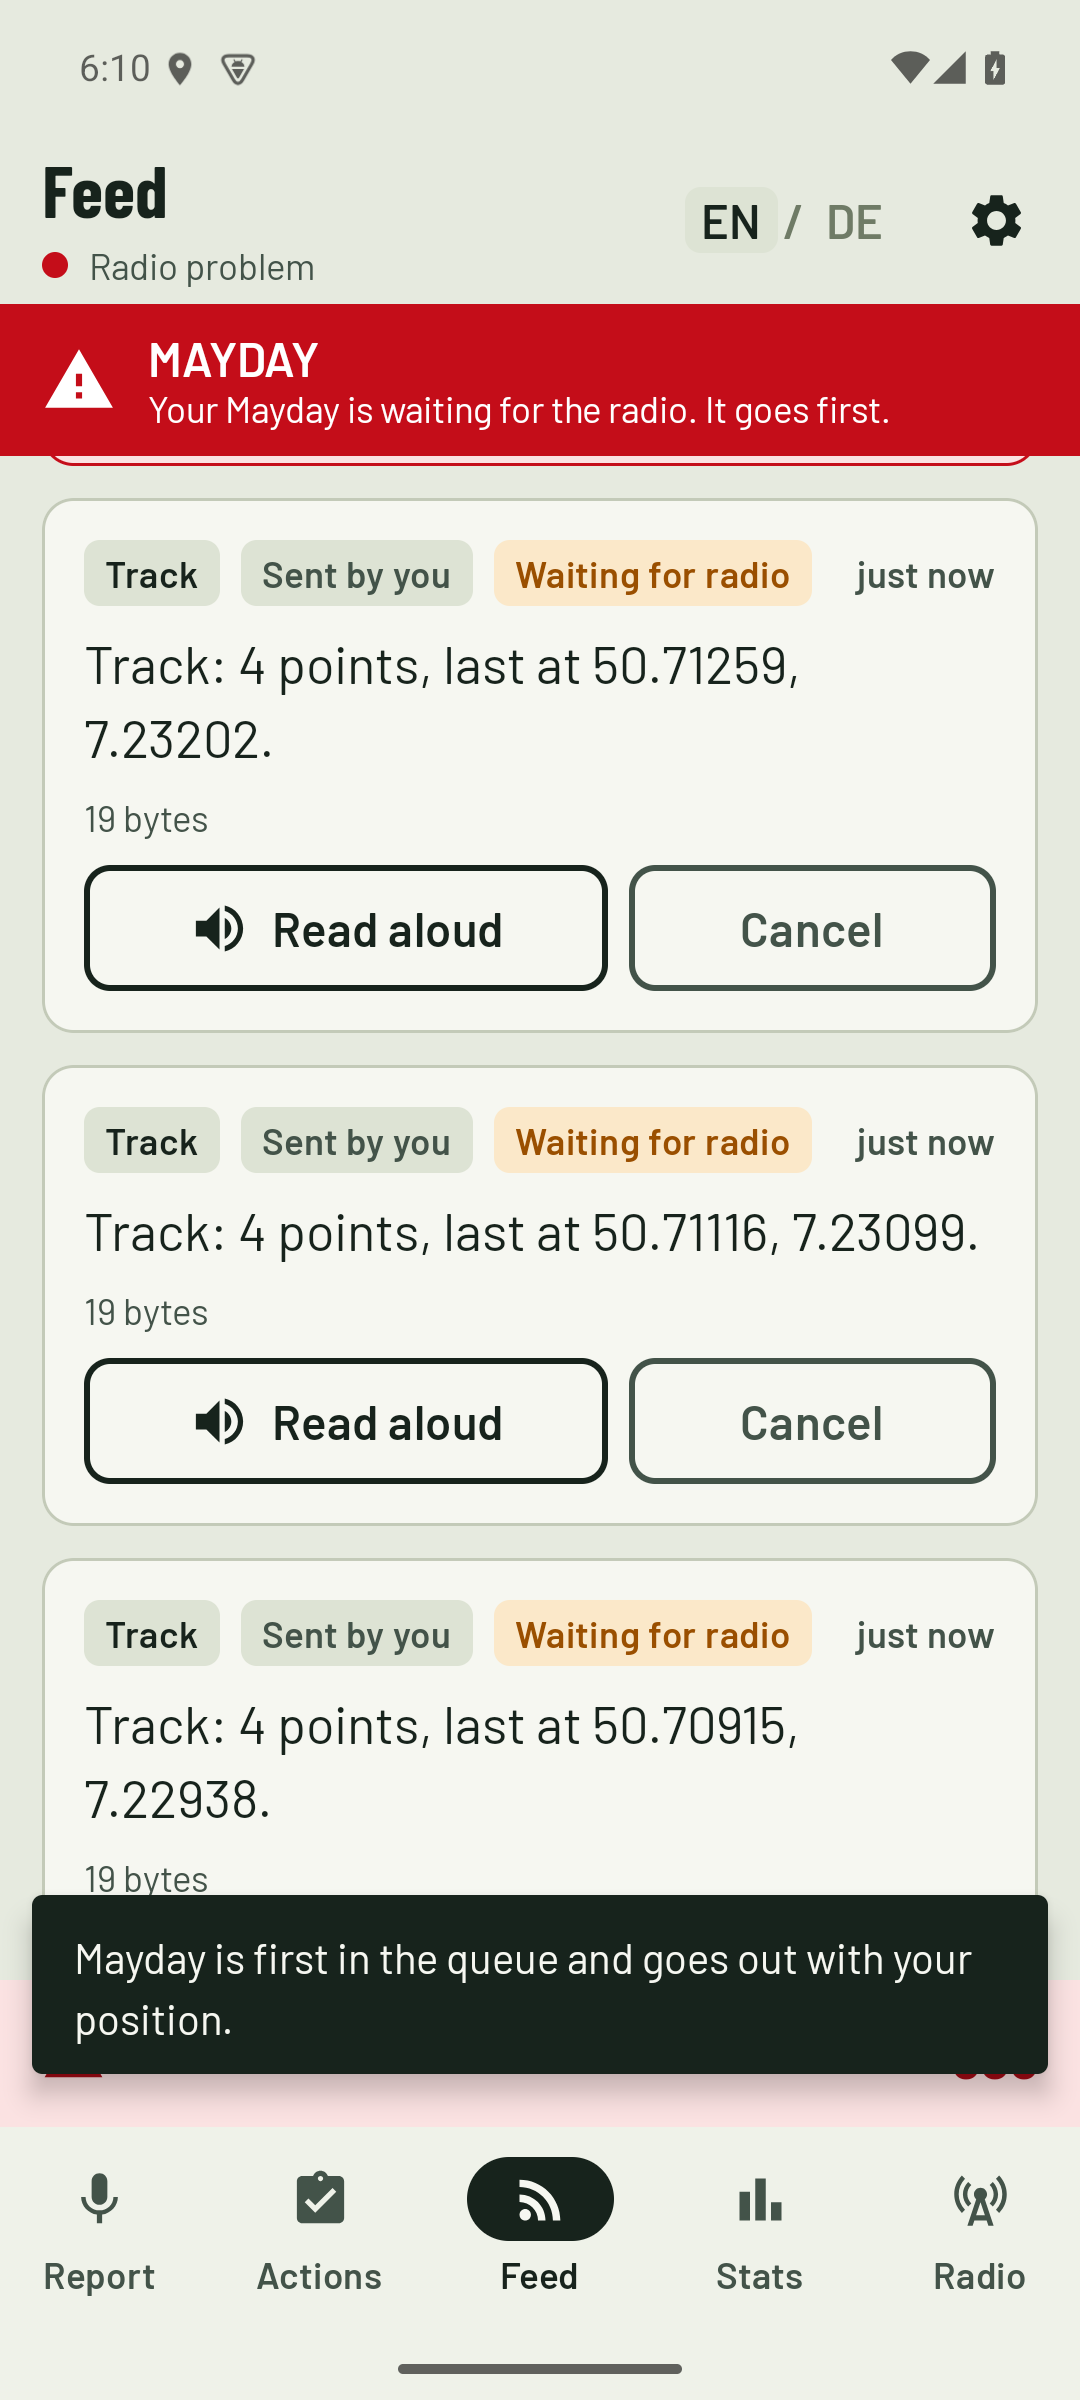 6:10
Feed
EN / DE
Radio problem
MAYDAY
Your Mayday is waiting for the radio. It goes first.
Track Sent by you Waiting for radio just now
Track: 4 points, last at 50.71259,
7.23202.
19 bytes
Read aloud Cancel
Track Sent by you Waiting for radio just now
Track: 4 points, last at 50.71116, 7.23099.
19 bytes
Read aloud Cancel
Track Sent by you Waiting for radio just now
Track: 4 points, last at 50.70915,
7.22938.
19 bytes
Mayday is first in the queue and goes out with your
position.
Report Actions Feed Stats Radio